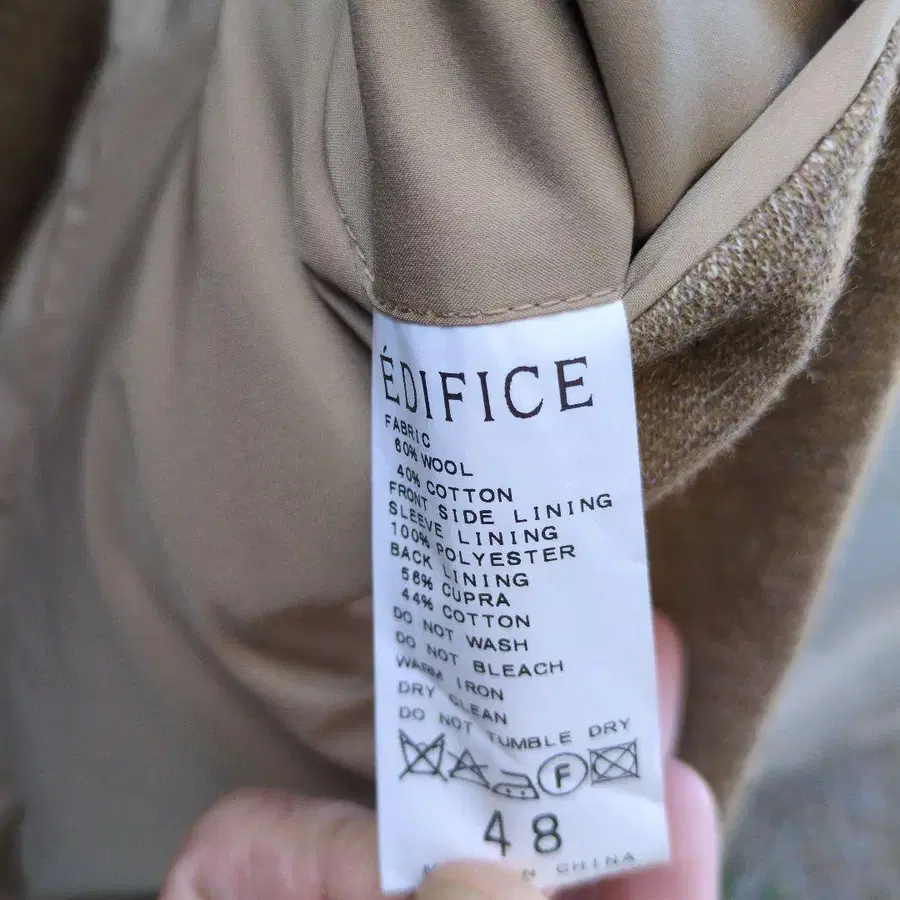 ÉDIFICE
FABRIC
60% WOOL
40% COTTON
FRONT SIDE LINING
SLEEVE LINING
100% POLYESTER
BACK LINING
56% CUPRA
44% COTTON
DO NOT WASH
DO NOT BLEACH
WARM IRON
DRY CLEAN
DO NOT TUMBLE DRY
F
48
CHINA